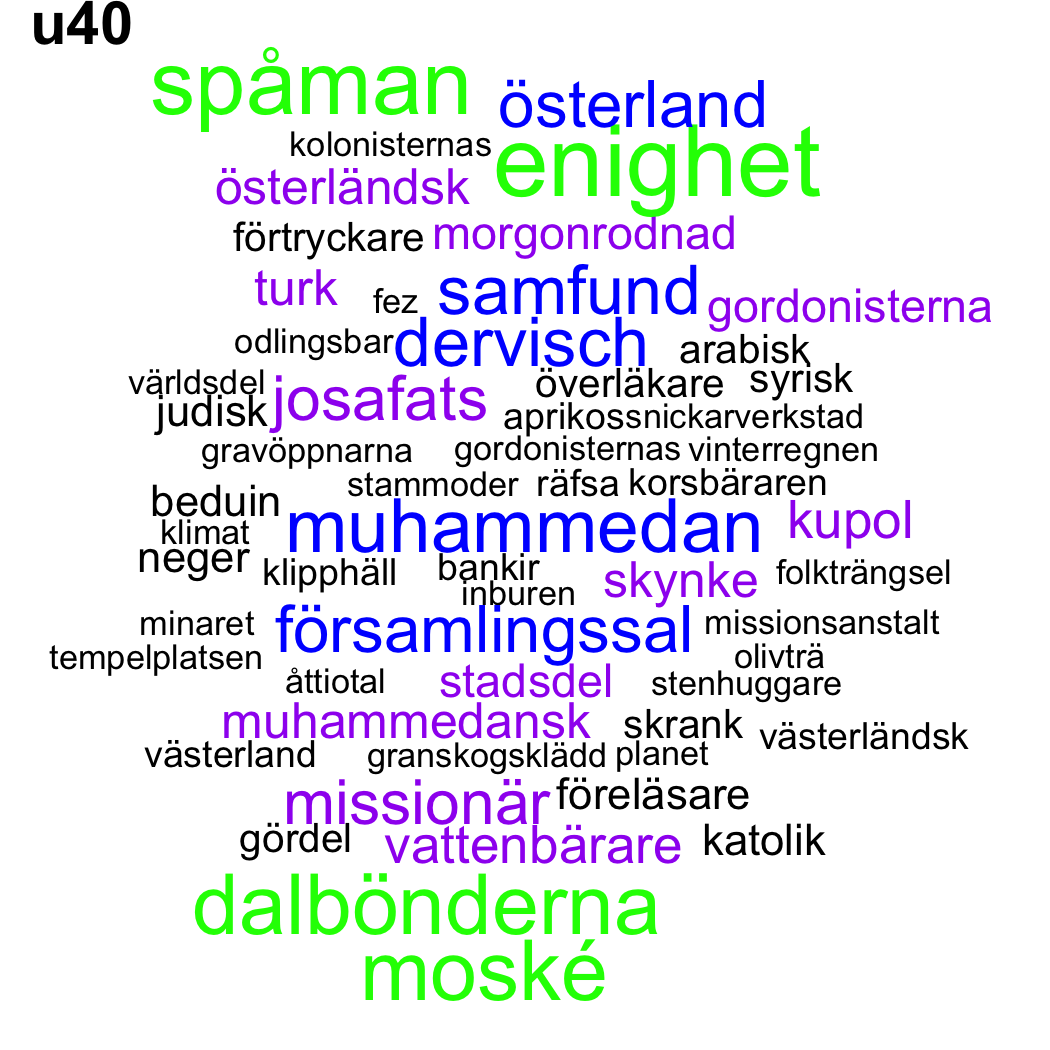 u40
spåman österland
kolonisternas enighet
österländsk
förtryckare morgonrodnad
turk fez samfund gordonisterna
odlingsbar dervisch arabisk
världsdel josafats överläkare syrisk
judisk aprikossnickarverkstad
gravöppnarna gordonisternas vinterregnen
stammoder räfsa korsbäraren
beduin muhammedan kupol
klimat
neger klipphäll bankir skynke folkträngsel
inburen
minaret församlingssal missionsanstalt
tempelplatsen olivträ
åttiotal stadsdel stenhuggare
muhammedansk skrank västerländsk
västerland granskogsklädd planet
missionär föreläsare
gördel vattenbärare katolik
dalbönderna
moské